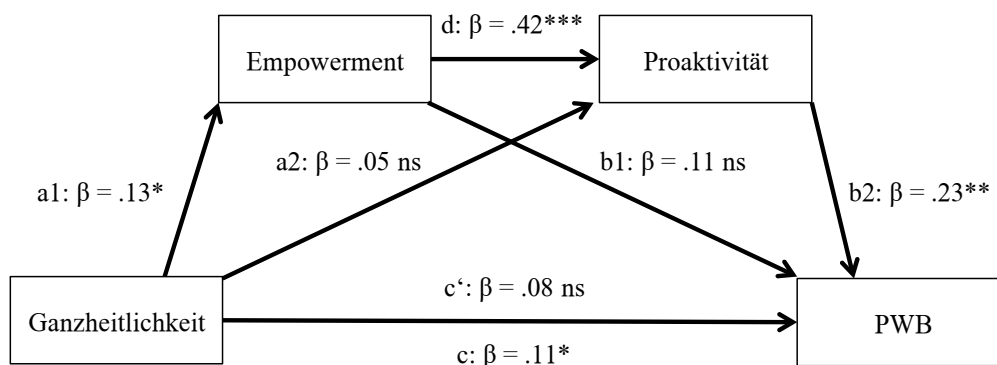 d: β = .42***
Empowerment
Proaktivität
a2: β = .05 ns
b1: β = .11 ns
a1: β = .13*
b2: β = .23**
c‘: β = .08 ns
Ganzheitlichkeit
PWB
c: β = .11*